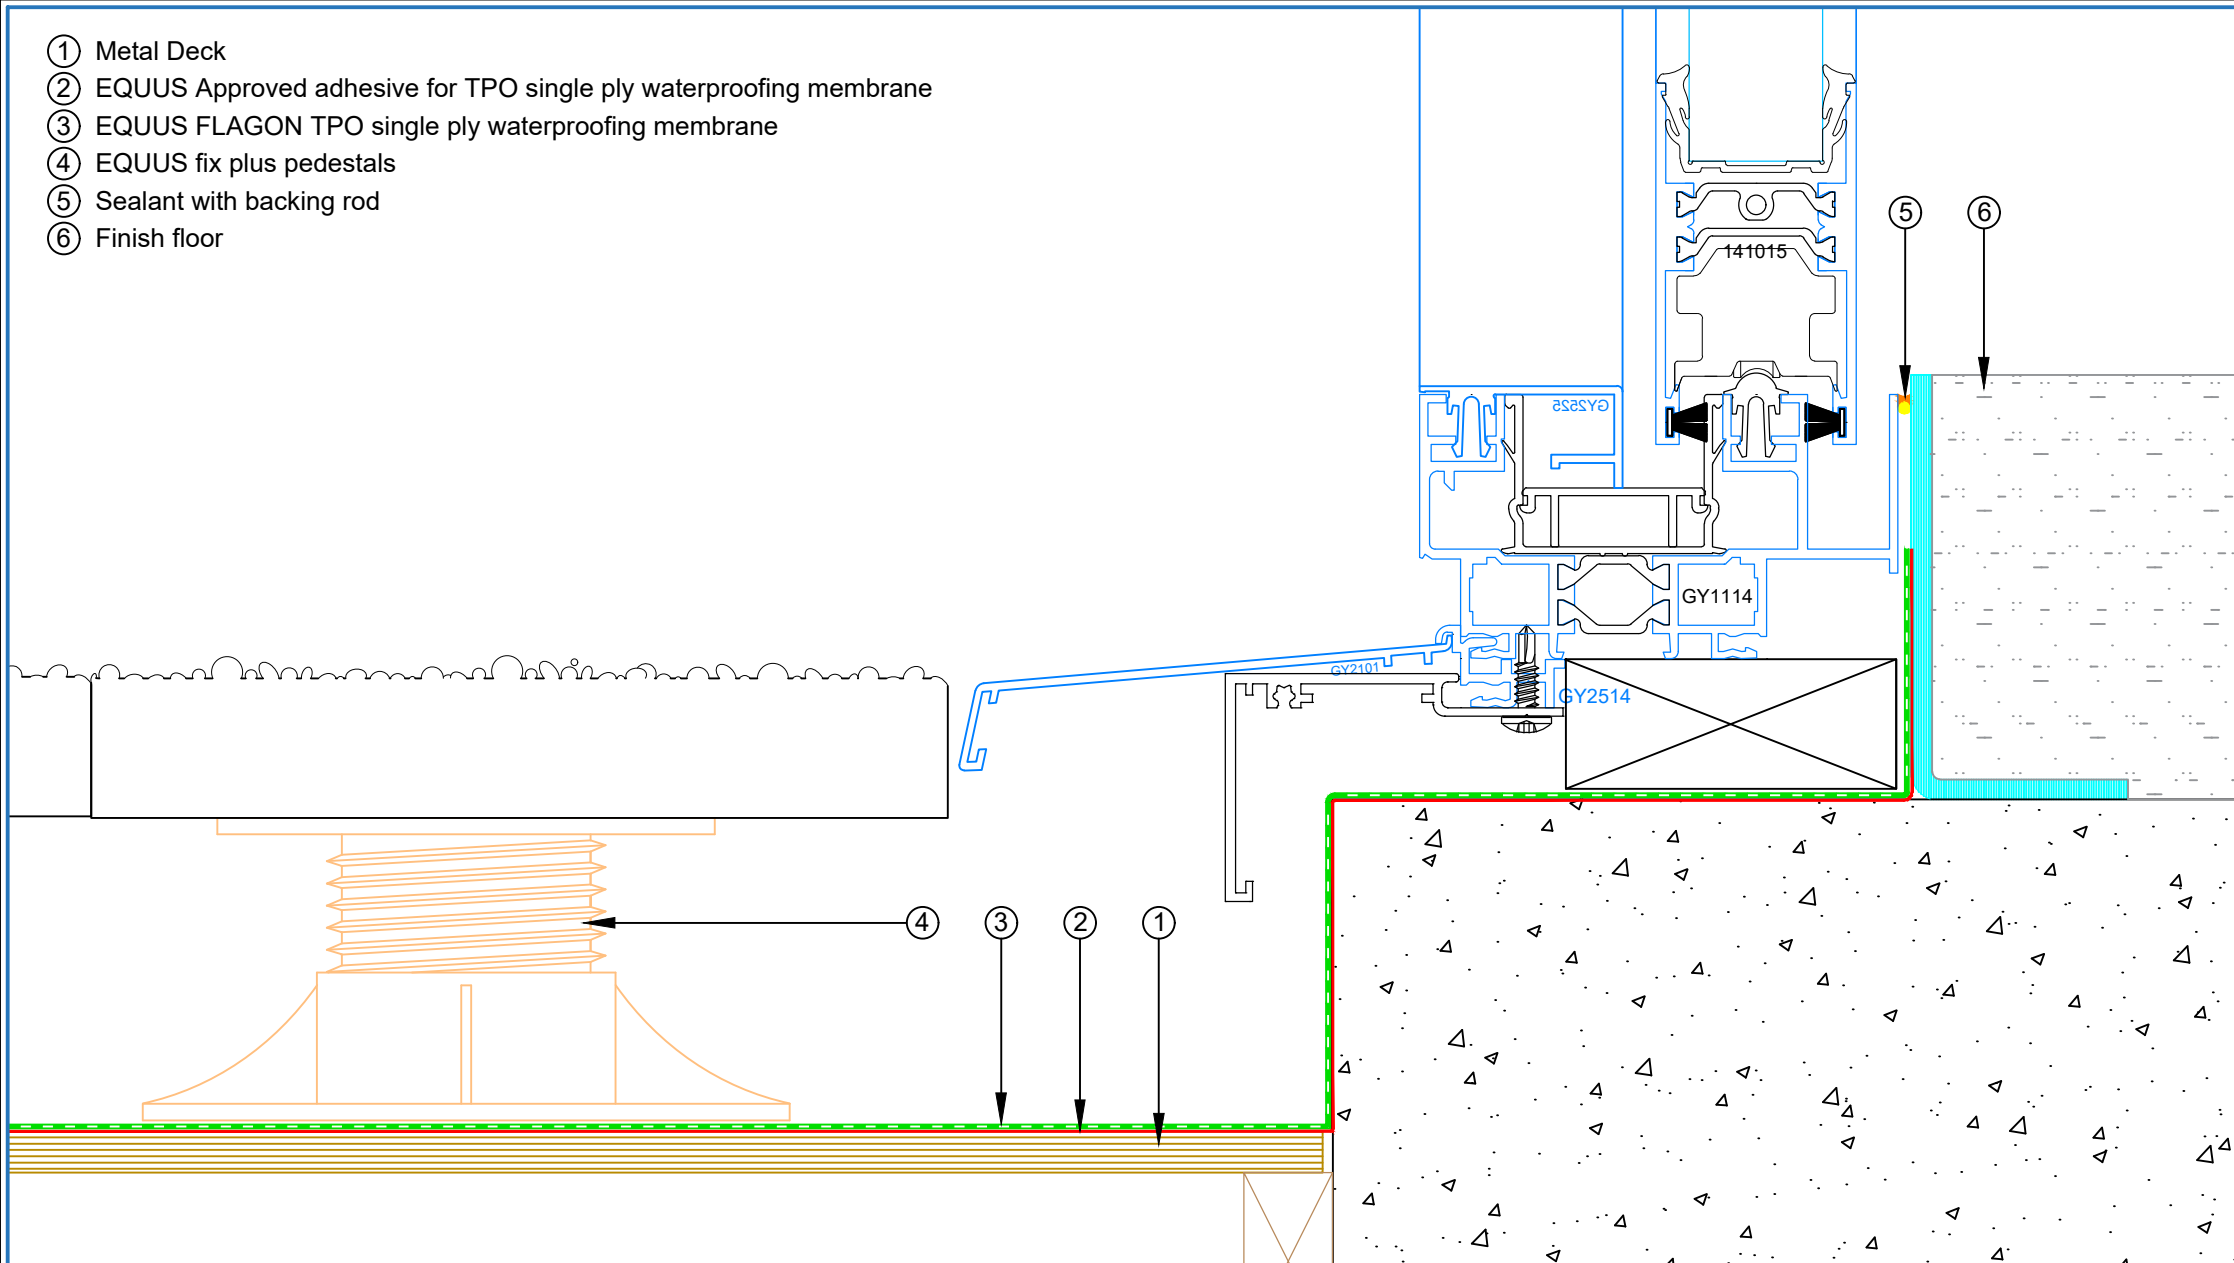 1 Metal Deck
2 EQUUS Approved adhesive for TPO single ply waterproofing membrane
3 EQUUS FLAGON TPO single ply waterproofing membrane
4 EQUUS fix plus pedestals
5 Sealant with backing rod
6 Finish floor
5 6
141015
GY2525
GY1114
GY2101
GY2514
4 3 2 1